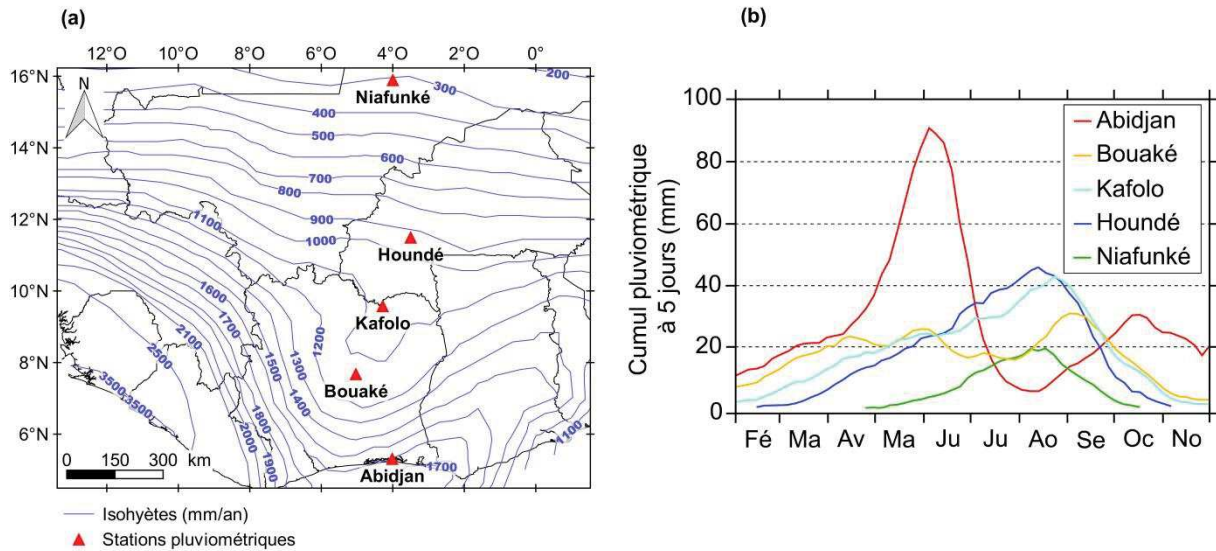 (a)
12°O 10°O 8°O 6°O 4°O 2°O 0°
16°N
14°N
12°N
10°N
8°N
6°N
N
200
300
Niafunké
400
500
600
700
800
900
1100
1000
Houndé
1600
1700
2100
2500
3500
3500
1200
1300
1500
1400
Kafolo
Bouaké
1800
2000
1900
1700
1100
Abidjan
0 150 300 km
Isohyètes (mm/an)
Stations pluviométriques
(b)
Cumul pluviométrique
à 5 jours (mm)
100
80
60
40
20
0
Abidjan
Bouaké
Kafolo
Houndé
Niafunké
Fé Ma Av Ma Ju Ju Ao Se Oc No